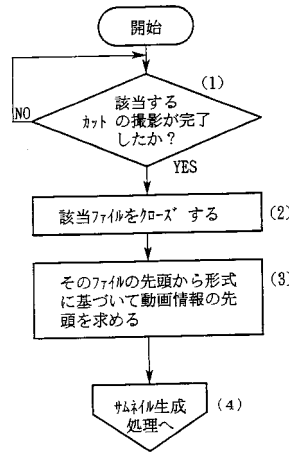 開始
(1)
該当する
カット の撮影が完了
したか？
NO
YES
該当ファイルをクローズ する
(2)
そのファイルの先頭から形式
に基づいて動画情報の先
頭を求める
(3)
サムネイル生成
処理へ
(4)